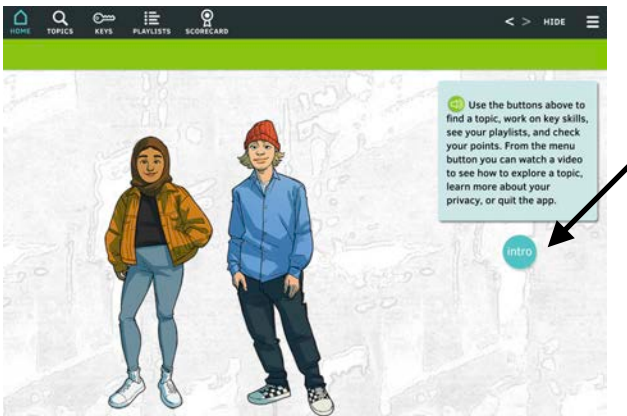 < > HIDE
HOME TOPICS KEYS PLAYLISTS SCORECARD
Use the buttons above to
find a topic, work on key skills,
see your playlists, and check
your points. From the menu
button you can watch a video
to see how to explore a topic,
learn more about your
privacy, or quit the app.
intro